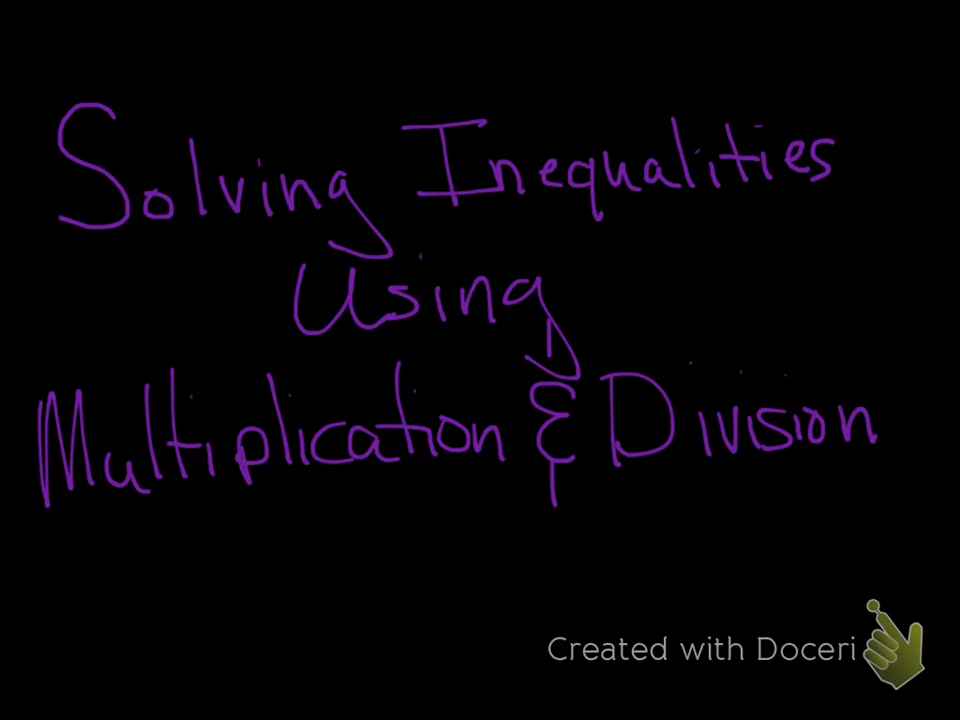 Solving Inequalities
Using
Multiplication & Division
Created with Doceri